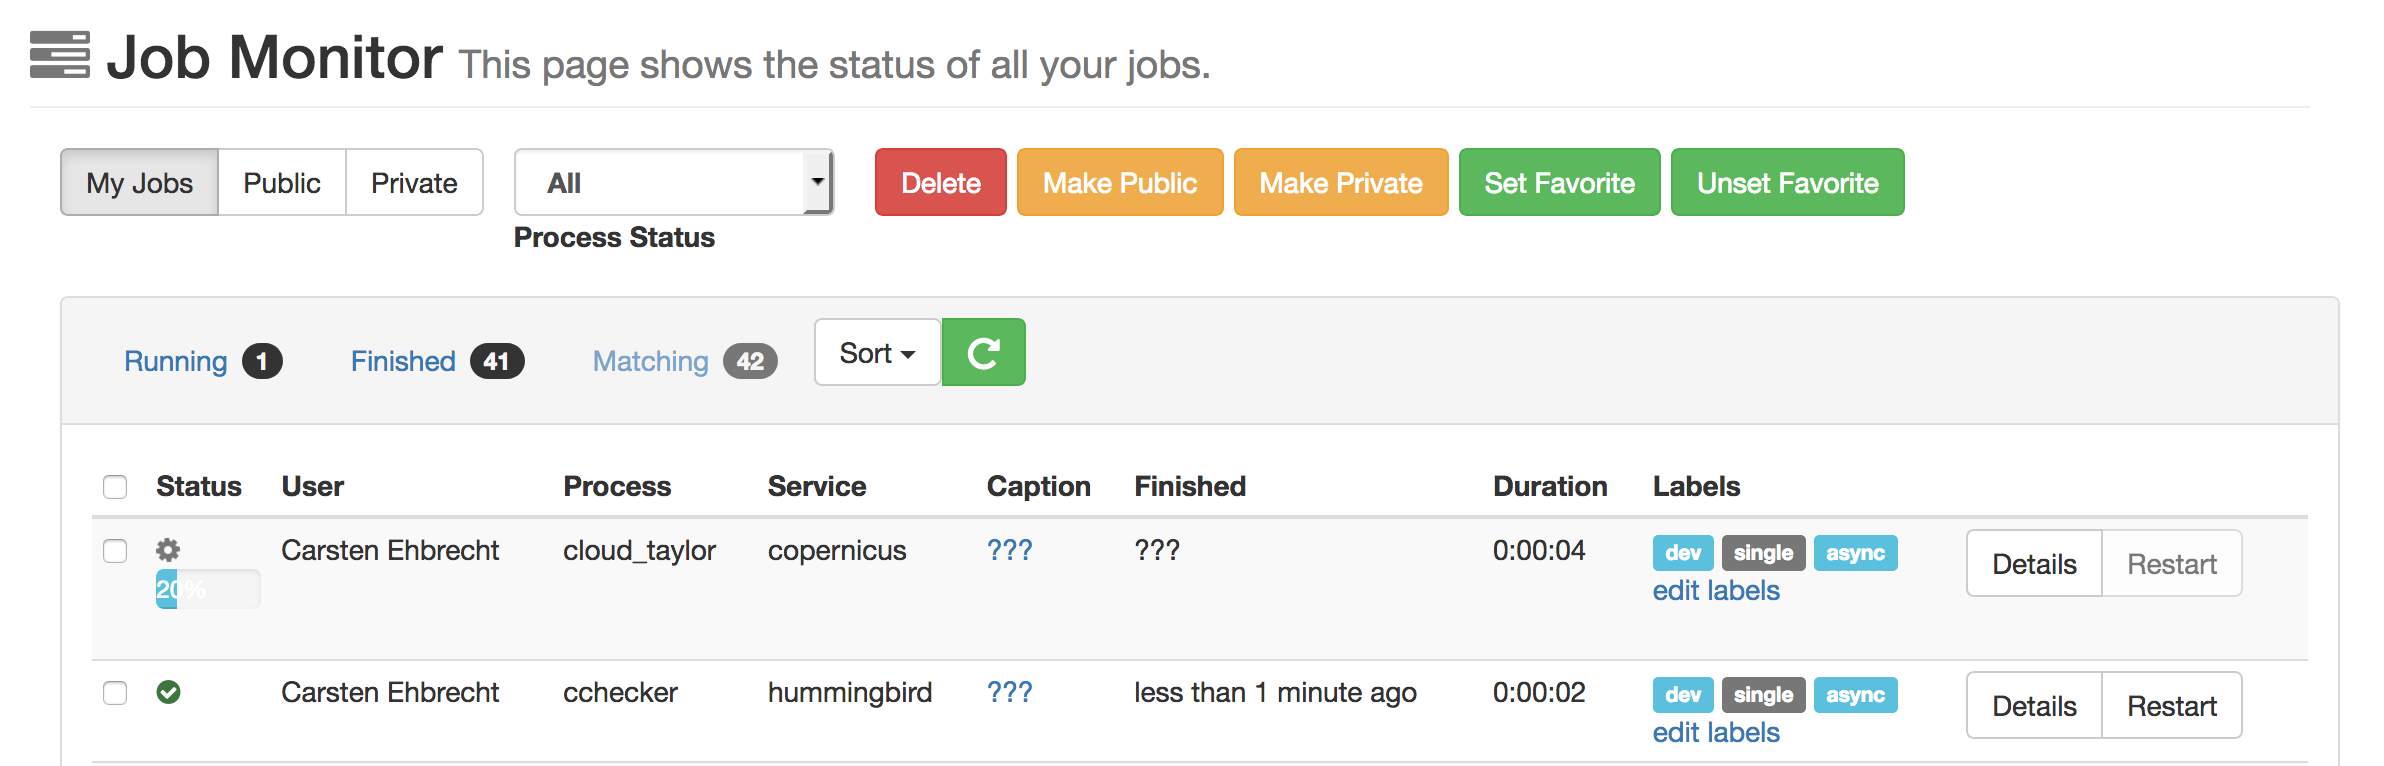 Job Monitor This page shows the status of all your jobs.
My Jobs Public Private All Delete Make Public Make Private Set Favorite Unset Favorite
Process Status
Running 1 Finished 41 Matching 42 Sort
Status User Process Service Caption Finished Duration Labels
Carsten Ehbrecht cloud_taylor copernicus ??? ??? 0:00:04 dev single async Details Restart
20% edit labels
Carsten Ehbrecht cchecker hummingbird ??? less than 1 minute ago 0:00:02 dev single async Details Restart
edit labels